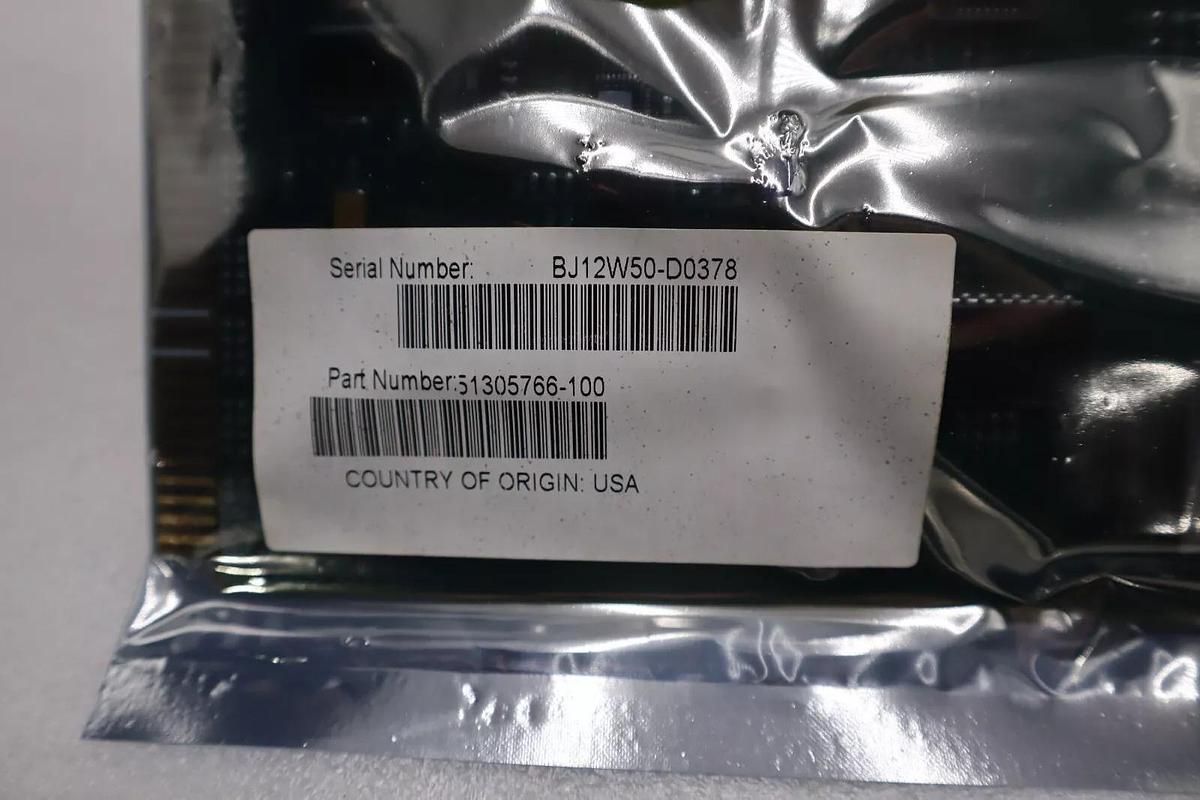 Serial Number: BJ12W50-D0378
Part Number:51305766-100
COUNTRY OF ORIGIN: USA